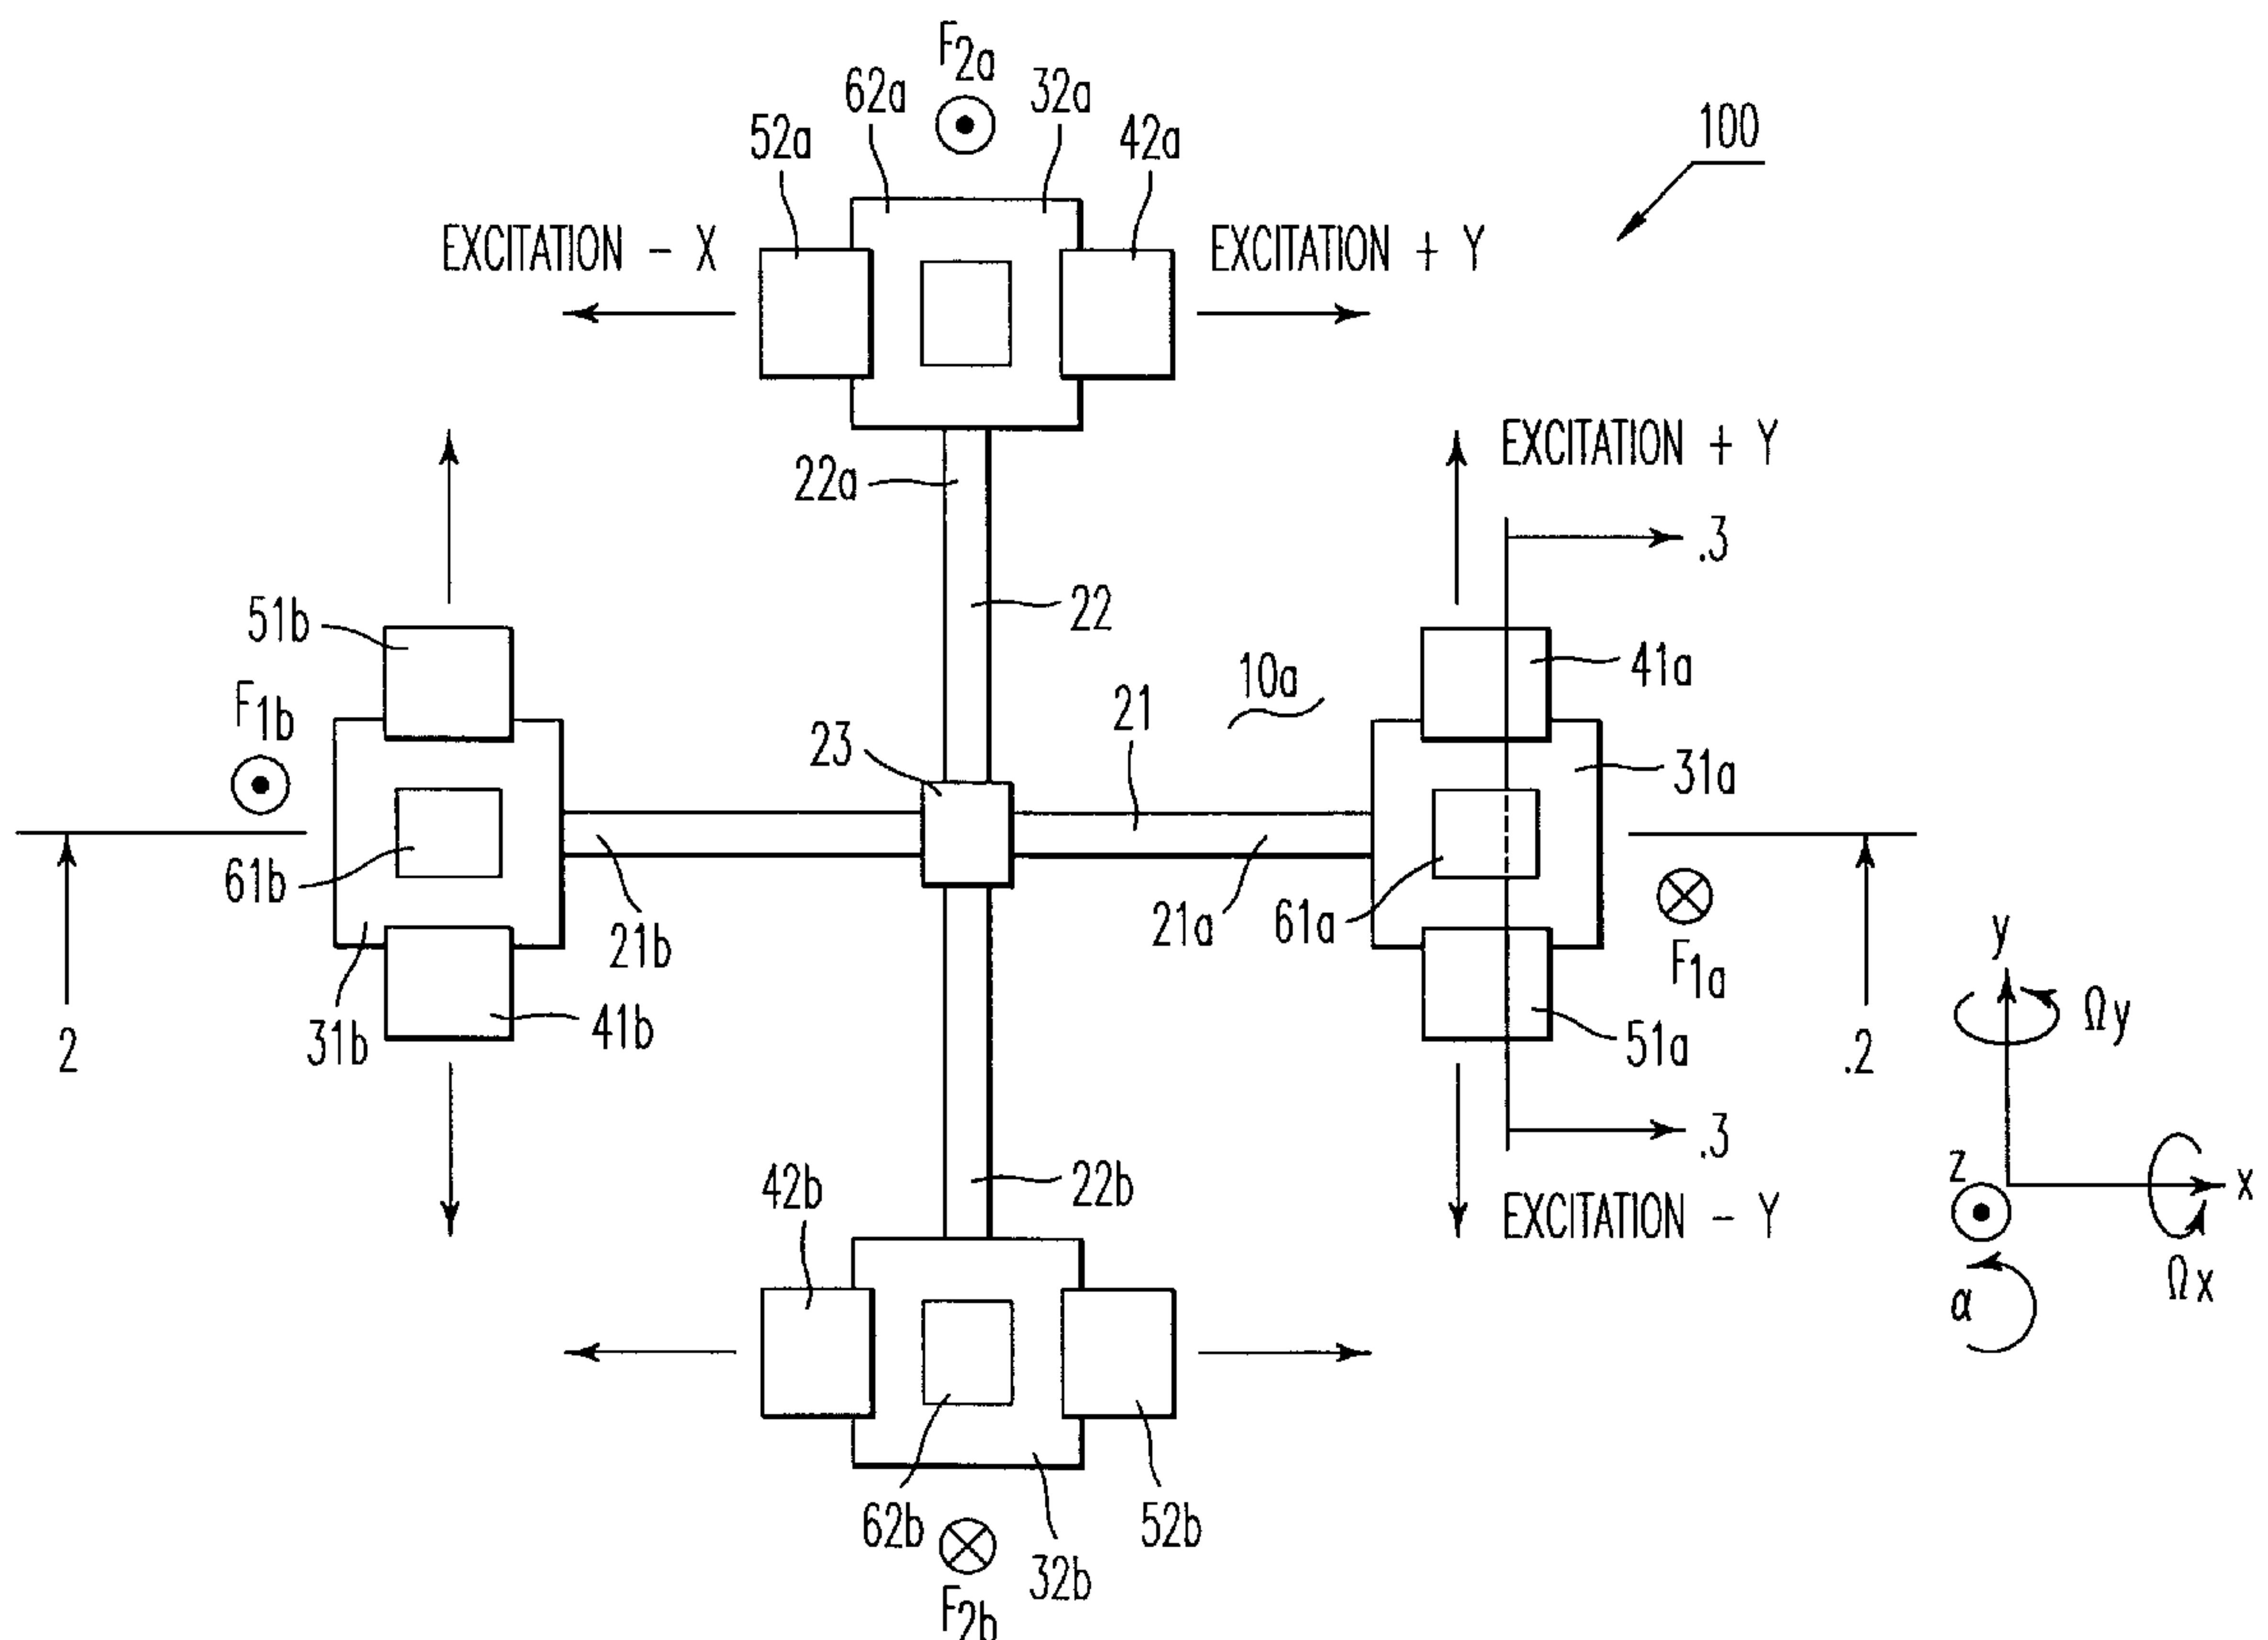 F2a
62a
32a
52a
42a
100
EXCITATION - X
EXCITATION + Y
22a
EXCITATION + Y
.3
22
51b
41a
10a
F1b
21
23
31a
61b
21b
21a
61a
F1a
y
Ωy
2
31b
41b
51a
.2
.3
42b
22b
EXCITATION - Y
z
x
Ωx
α
62b
52b
32b
F2b